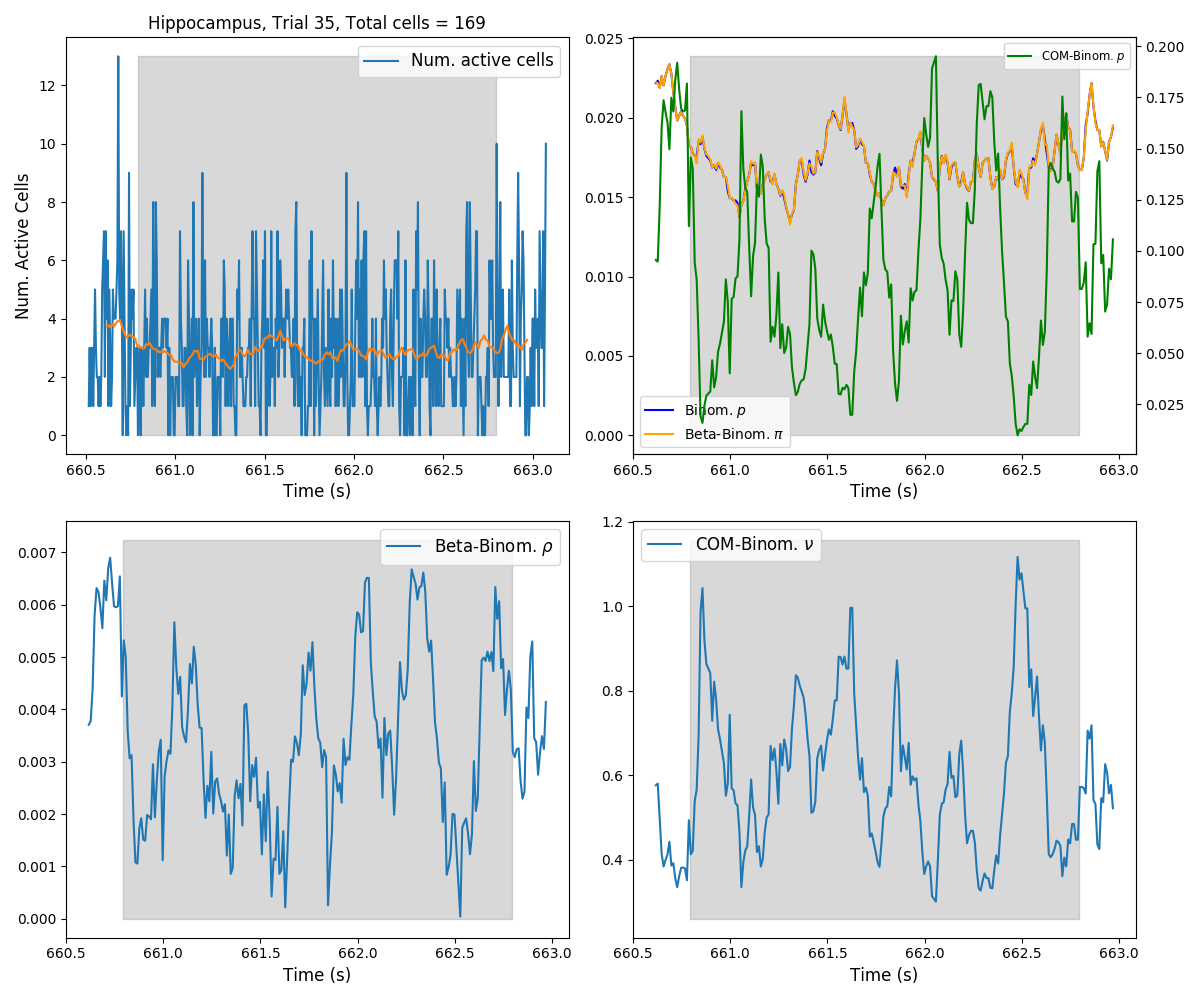 Hippocampus, Trial 35, Total cells = 169
Num. active cells
Num. Active Cells
12
10
8
6
4
2
0
660.5 661.0 661.5 662.0 662.5 663.0
Time (s)
COM-Binom. p
0.025
0.020
0.015
0.010
0.005
0.000
0.200
0.175
0.150
0.125
0.100
0.075
0.050
0.025
Binom. p
Beta-Binom. π
660.5 661.0 661.5 662.0 662.5 663.0
Time (s)
Beta-Binom. ρ
0.007
0.006
0.005
0.004
0.003
0.002
0.001
0.000
660.5 661.0 661.5 662.0 662.5 663.0
Time (s)
COM-Binom. ν
1.2
1.0
0.8
0.6
0.4
660.5 661.0 661.5 662.0 662.5 663.0
Time (s)